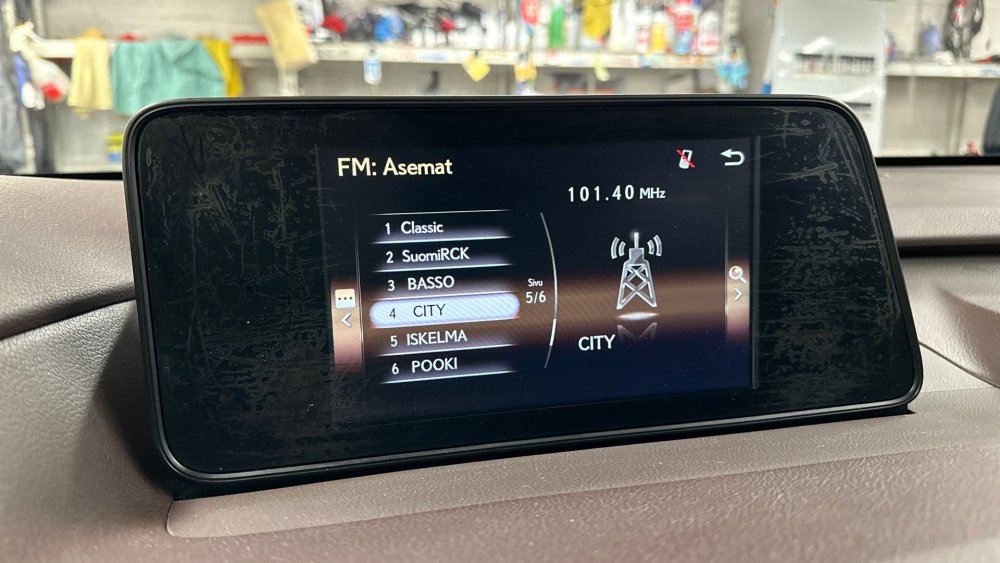 FM: Asemat
101.40 MHz
1 Classic
2 SuomiRCK
3 BASSO
4 CITY
5 ISKELMA
6 POOKI
Sivu
5/6
CITY